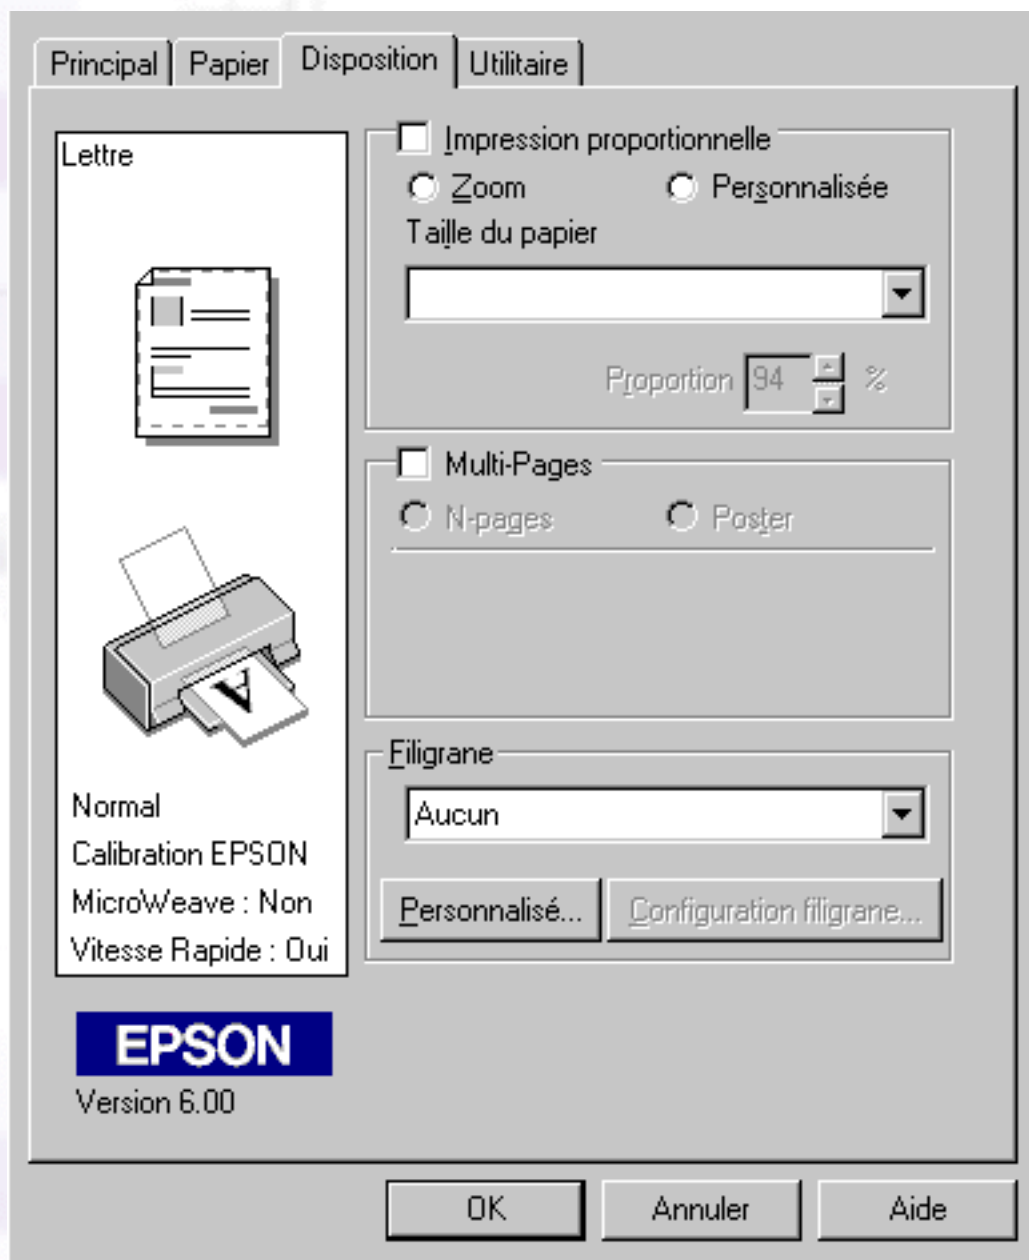 Principal Papier Disposition Utilitaire
Lettre
Impression proportionnelle
Zoom Personnalisée
Taille du papier
Proportion 94 %
Multi-Pages
N-pages Poster
A
Filigrane
Aucun
Personnalisé... Configuration filigrane...
Normal
Calibration EPSON
MicroWeave : Non
Vitesse Rapide : Oui
EPSON
Version 6.00
OK Annuler Aide